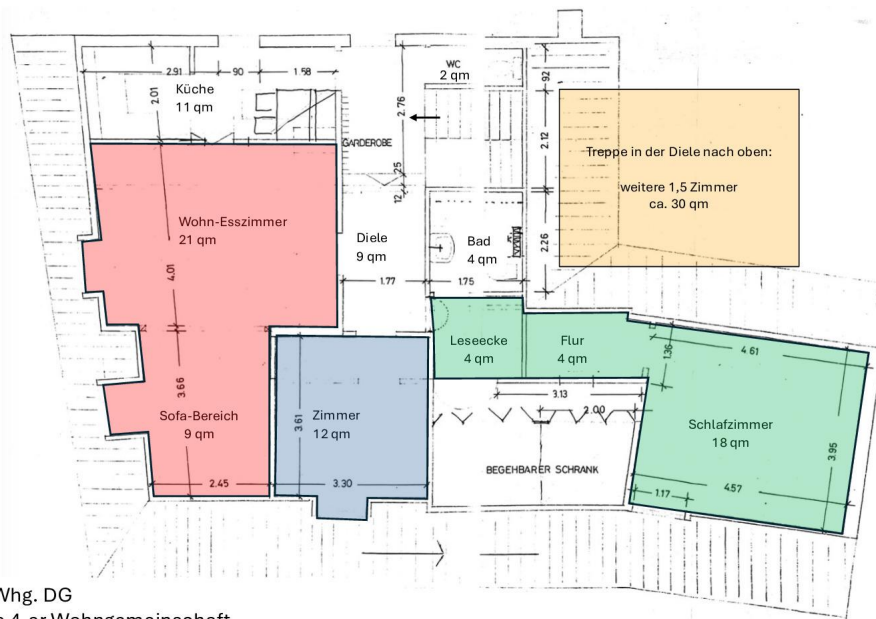 WC
2 qm
2.91
90
1.58
Küche
11 qm
2.01
2.76
92
GARDEROBE
25
12
2.12
Treppe in der Diele nach oben:
weitere 1,5 Zimmer
ca. 30 qm
Wohn-Esszimmer
21 qm
4.01
Diele
9 qm
Bad
4 qm
2.26
1.77
1.75
Leseecke
4 qm
Flur
4 qm
1.36
4.61
3.66
Sofa-Bereich
9 qm
3.61
Zimmer
12 qm
3.13
2.00
Schlafzimmer
18 qm
3.95
BEGEHBARER SCHRANK
2.45
3.30
1.17
4.57
Whg. DG
4-er Wohngemeinschaft